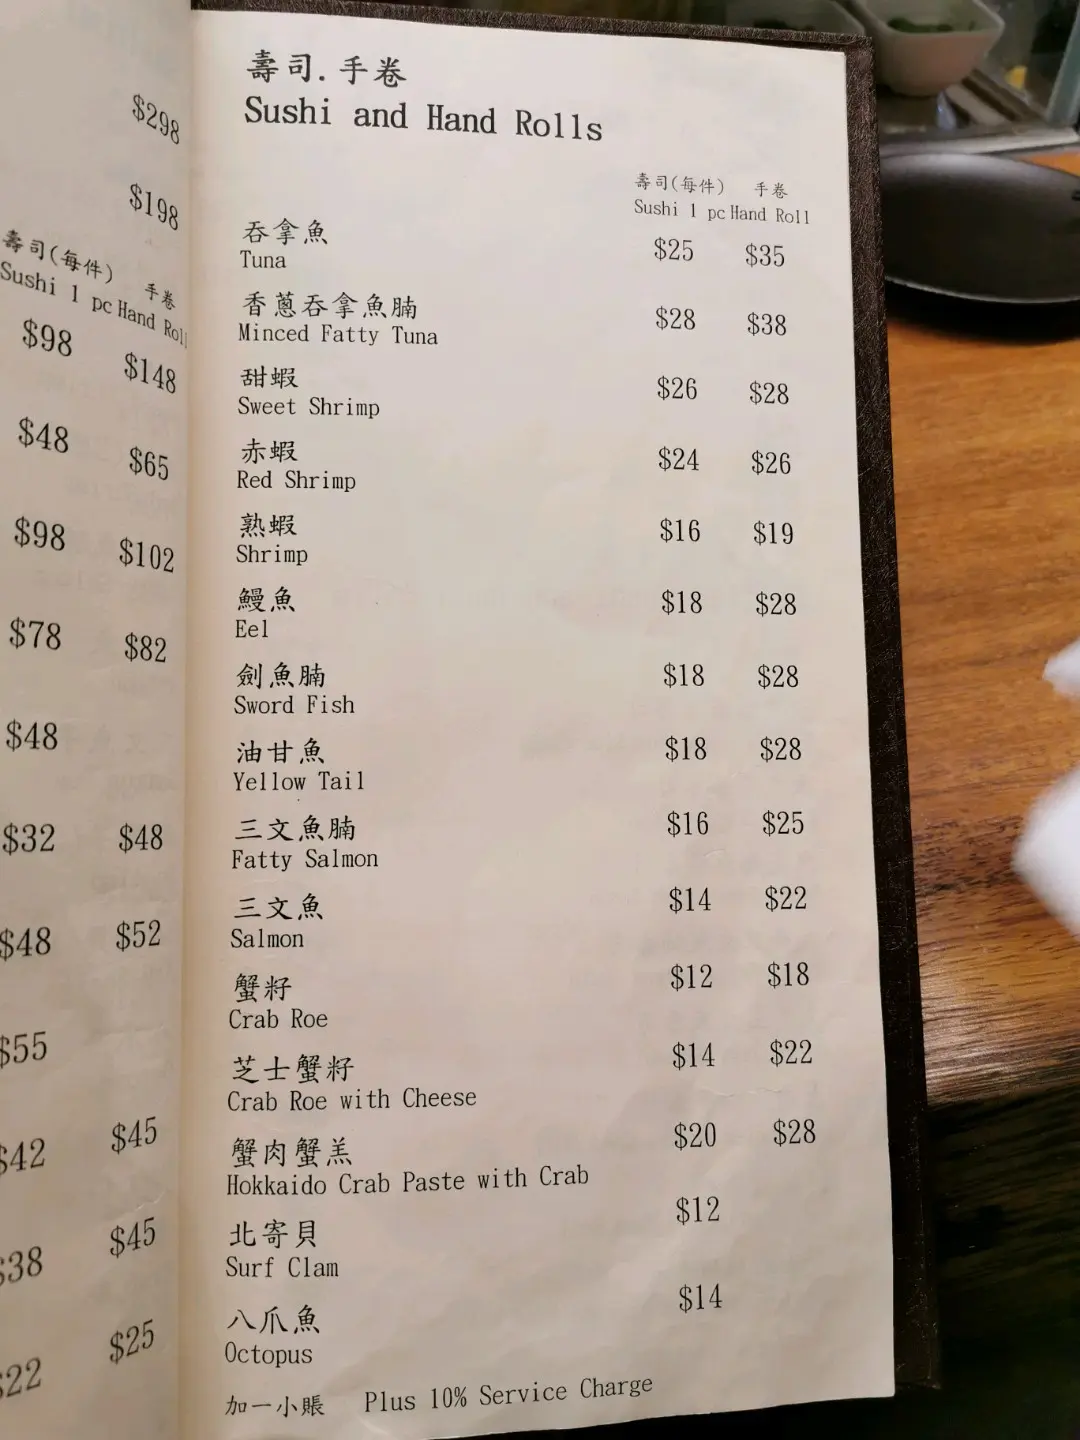 $298
$198
壽司(每件) 手卷
Sushi 1 pc Hand Roll
$98 $148
$48 $65
$98 $102
$78 $82
$48
$32 $48
$48 $52
$55
$42 $45
$38 $45
$22 $25
壽司.手卷
Sushi and Hand Rolls
壽司(每件) 手卷
Sushi 1 pc Hand Roll
吞拿魚 $25 $35
Tuna
香蔥吞拿魚腩 $28 $38
Minced Fatty Tuna
甜蝦 $26 $28
Sweet Shrimp
赤蝦 $24 $26
Red Shrimp
熟蝦 $16 $19
Shrimp
鰻魚 $18 $28
Eel
劍魚腩 $18 $28
Sword Fish
油甘魚 $18 $28
Yellow Tail
三文魚腩 $16 $25
Fatty Salmon
三文魚 $14 $22
Salmon
蟹籽 $12 $18
Crab Roe
芝士蟹籽 $14 $22
Crab Roe with Cheese
蟹肉蟹羔 $20 $28
Hokkaido Crab Paste with Crab
北寄貝 $12
Surf Clam
八爪魚 $14
Octopus
加一小賬 Plus 10% Service Charge